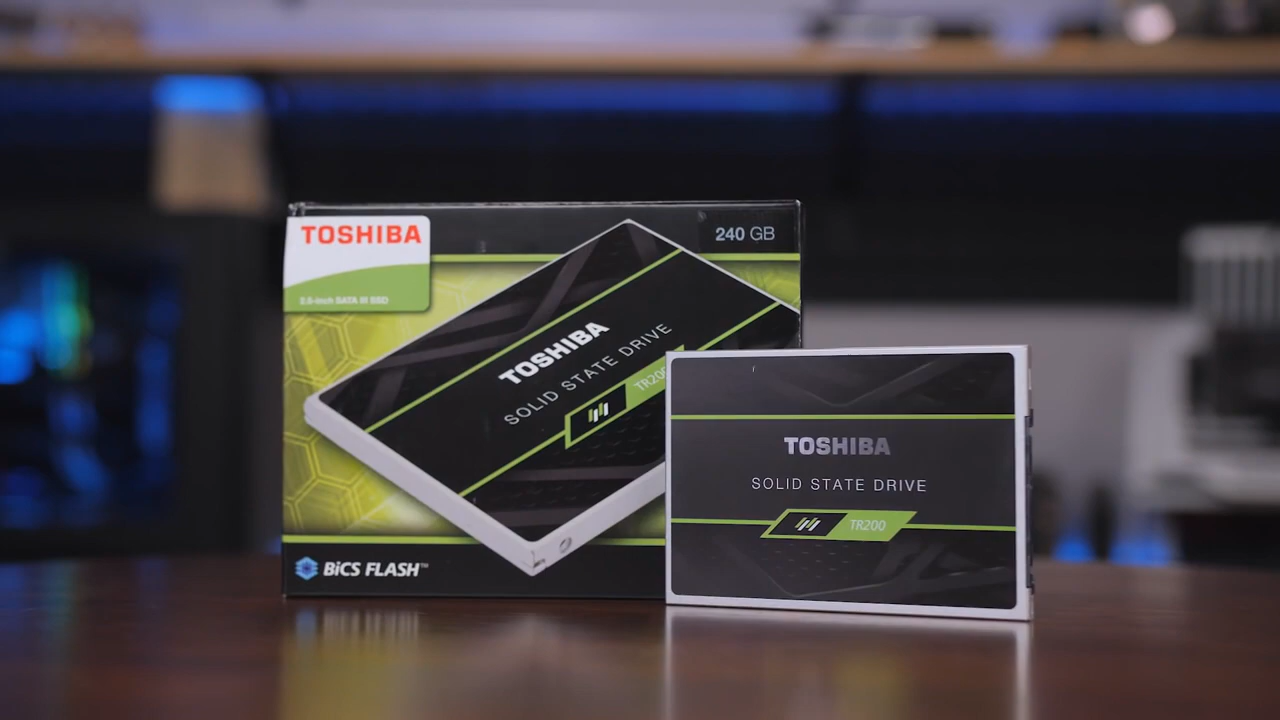 TOSHIBA
2.5-inch SATA III SSD
240 GB
TOSHIBA
SOLID STATE DRIVE
TR200
BiCS FLASH™
TOSHIBA
SOLID STATE DRIVE
TR200